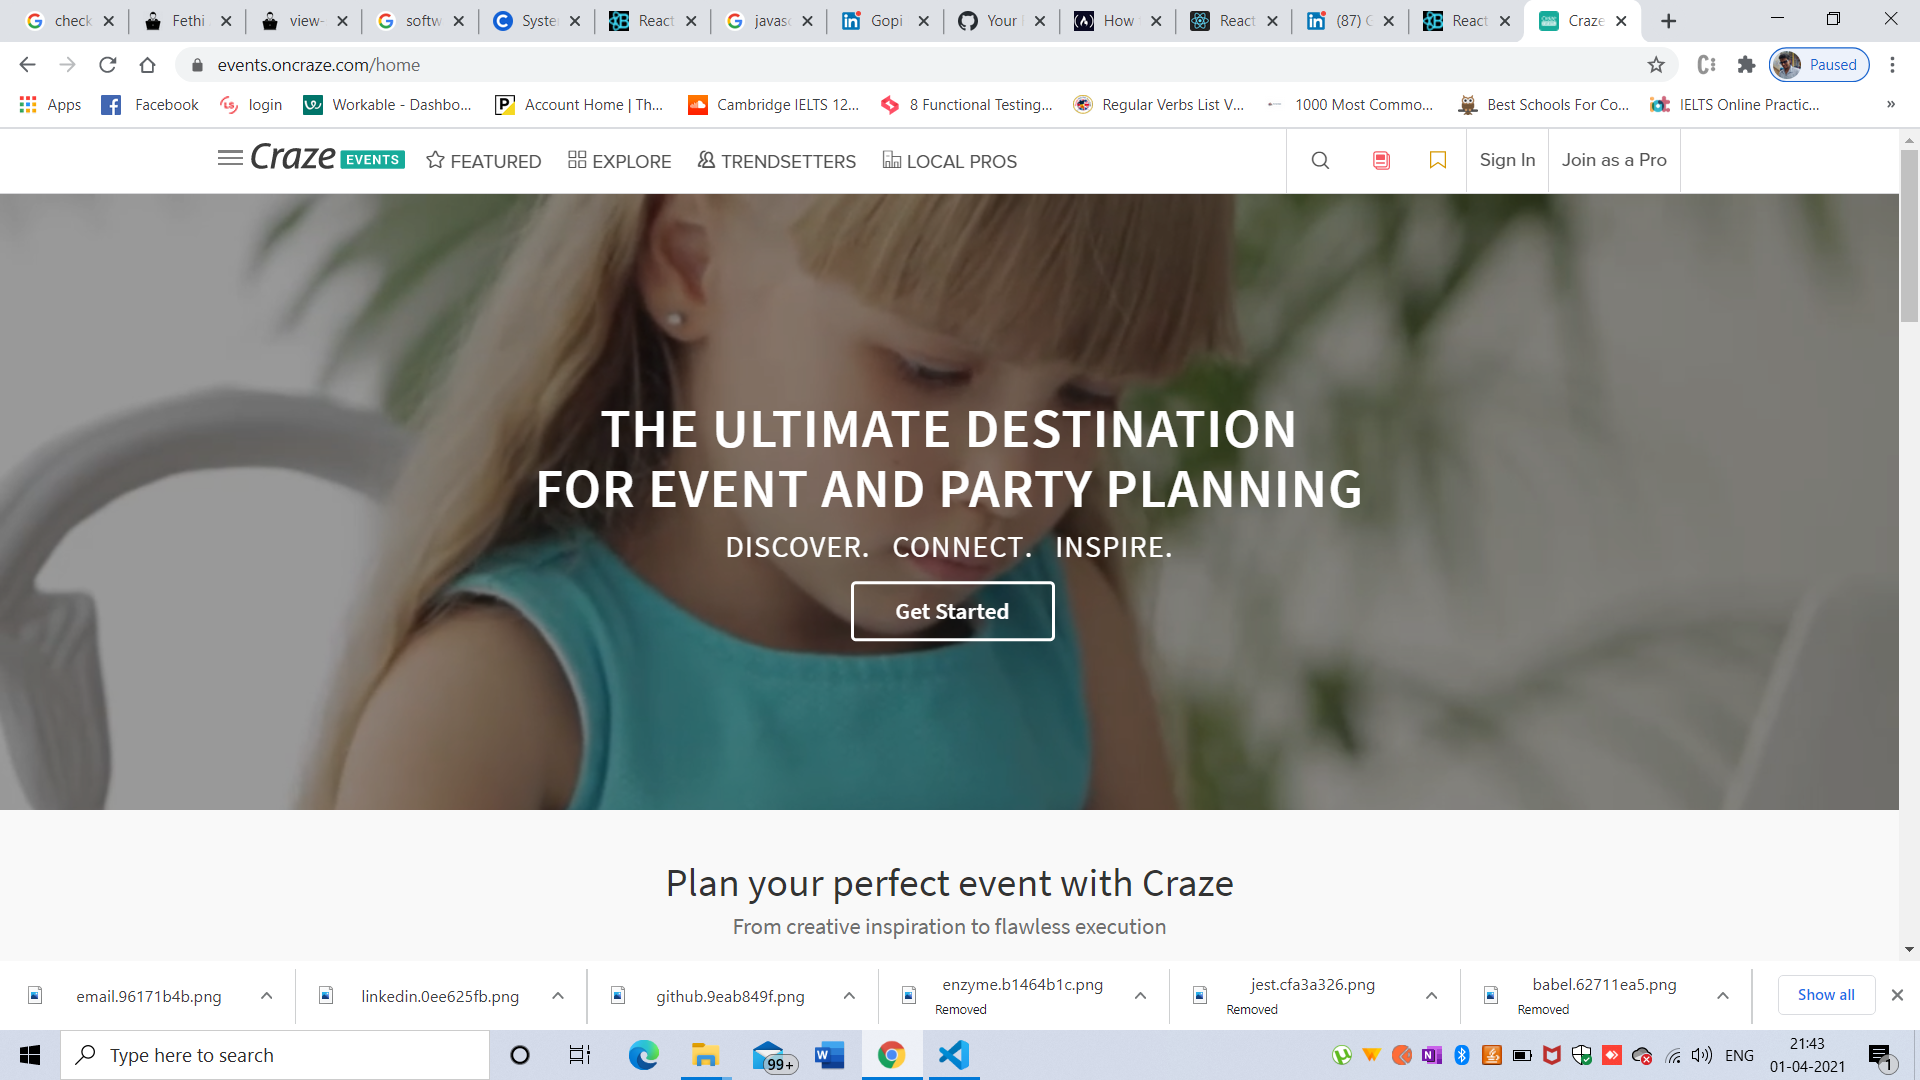 check
Fethi
view-
softw
Syste
React
javasc
Gopi
Your
How
React
(87)
React
Craze
events.oncraze.com/home
Paused
Apps
Facebook
login
Workable - Dashbo...
Account Home | Th...
Cambridge IELTS 12...
8 Functional Testing...
Regular Verbs List V...
1000 Most Commo...
Best Schools For Co...
IELTS Online Practic...
»
Craze EVENTS
FEATURED
EXPLORE
TRENDSETTERS
LOCAL PROS
Sign In
Join as a Pro
THE ULTIMATE DESTINATION
FOR EVENT AND PARTY PLANNING
DISCOVER. CONNECT. INSPIRE.
Get Started
Plan your perfect event with Craze
From creative inspiration to flawless execution
email.96171b4b.png
linkedin.0ee625fb.png
github.9eab849f.png
enzyme.b1464b1c.png
Removed
jest.cfa3a326.png
Removed
babel.62711ea5.png
Removed
Show all
Type here to search
99+
ENG
21:43
01-04-2021
1